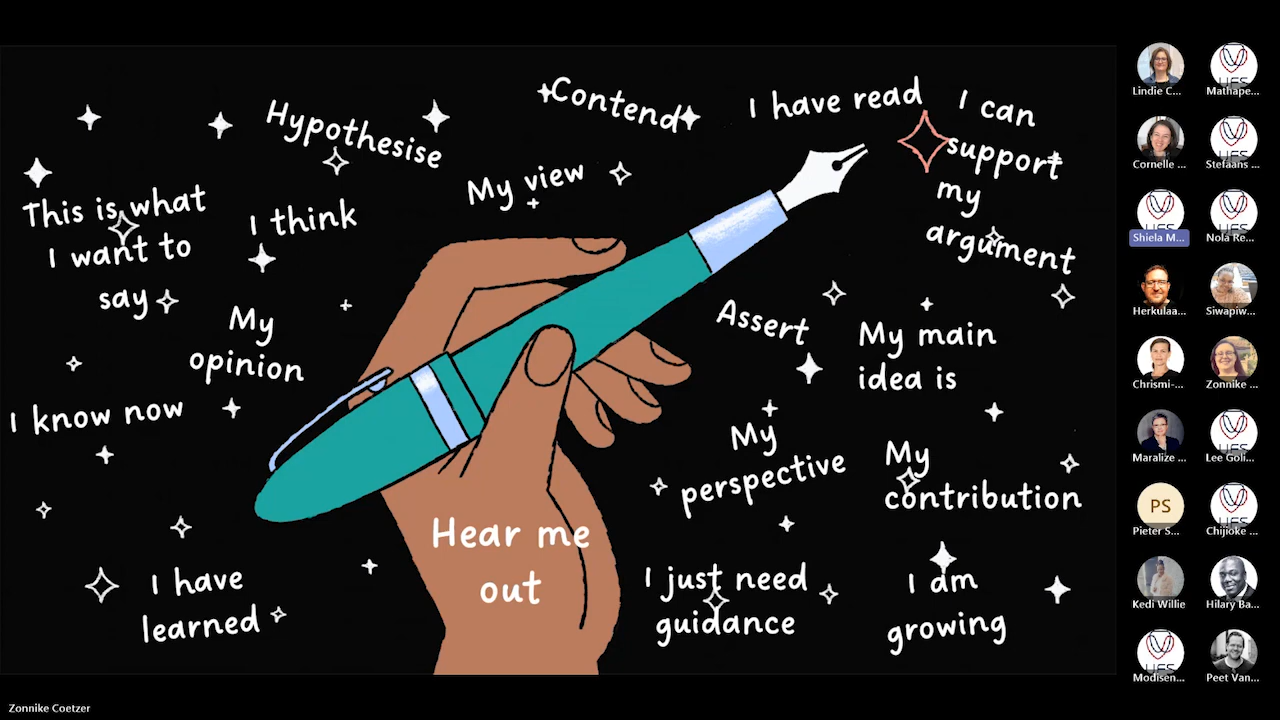 Contend
I have read
I can
support
my
argument
Hypothesise
My view
This is what
I want to
say
I think
My
opinion
Assert
My main
idea is
I know now
My
perspective
My
contribution
Hear me
out
I have
learned
I just need
guidance
I am
growing
Lindie C...
Mathape...
Cornelle ...
Stefaans ...
Shiela M...
Nola Re...
Herkulaa...
Siwapiw...
Chrismi-...
Zonnike ...
Maralize ...
Lee Goli...
PS
Pieter S...
Chijioke ...
Kedi Willie
Hilary Ba...
Modisen...
Peet Van...
Zonnike Coetzer